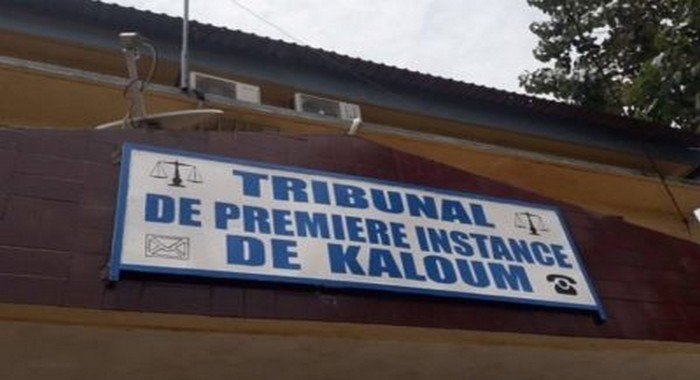 TRIBUNAL
DE PREMIERE INSTANCE
DE KALOUM